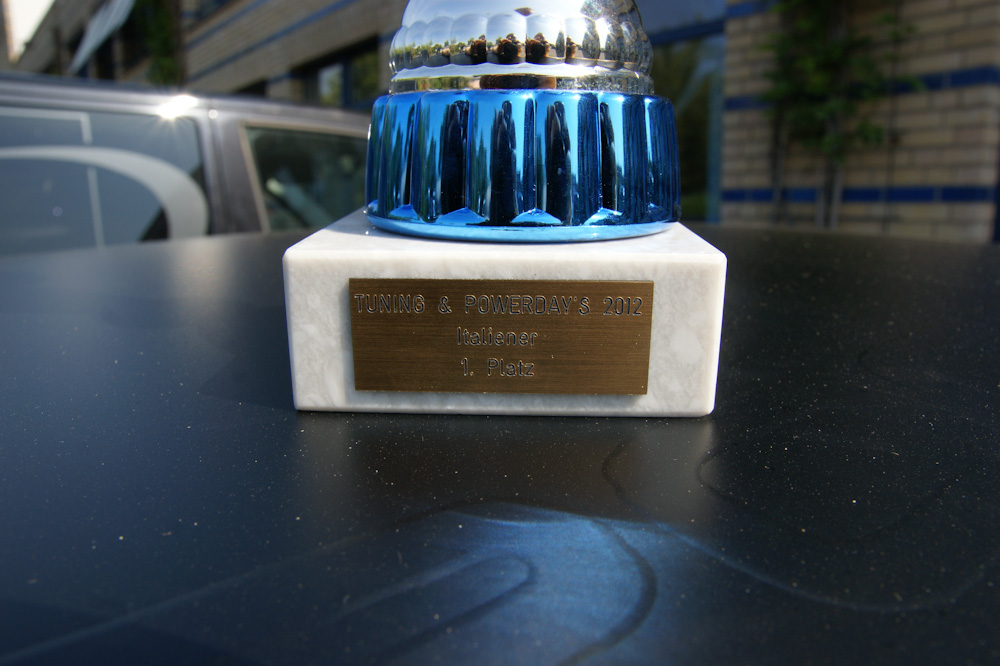 TUNING & POWERDAY'S 2012
Italiener
1. Platz